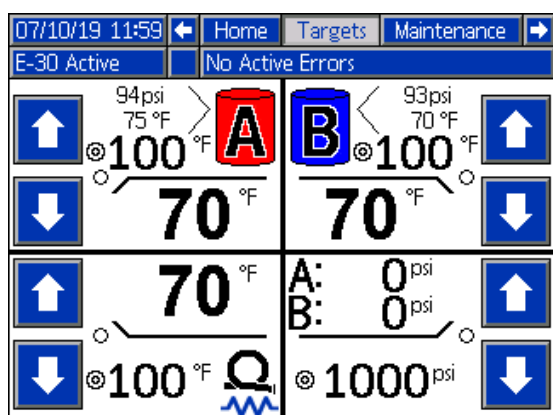 07/10/19 11:59 Home Targets Maintenance
E-30 Active No Active Errors
94psi
75 °F
100 °F
A
70 °F
B
93psi
70 °F
100 °F
70 °F
70 °F
100 °F
A: 0psi
B: 0psi
1000psi